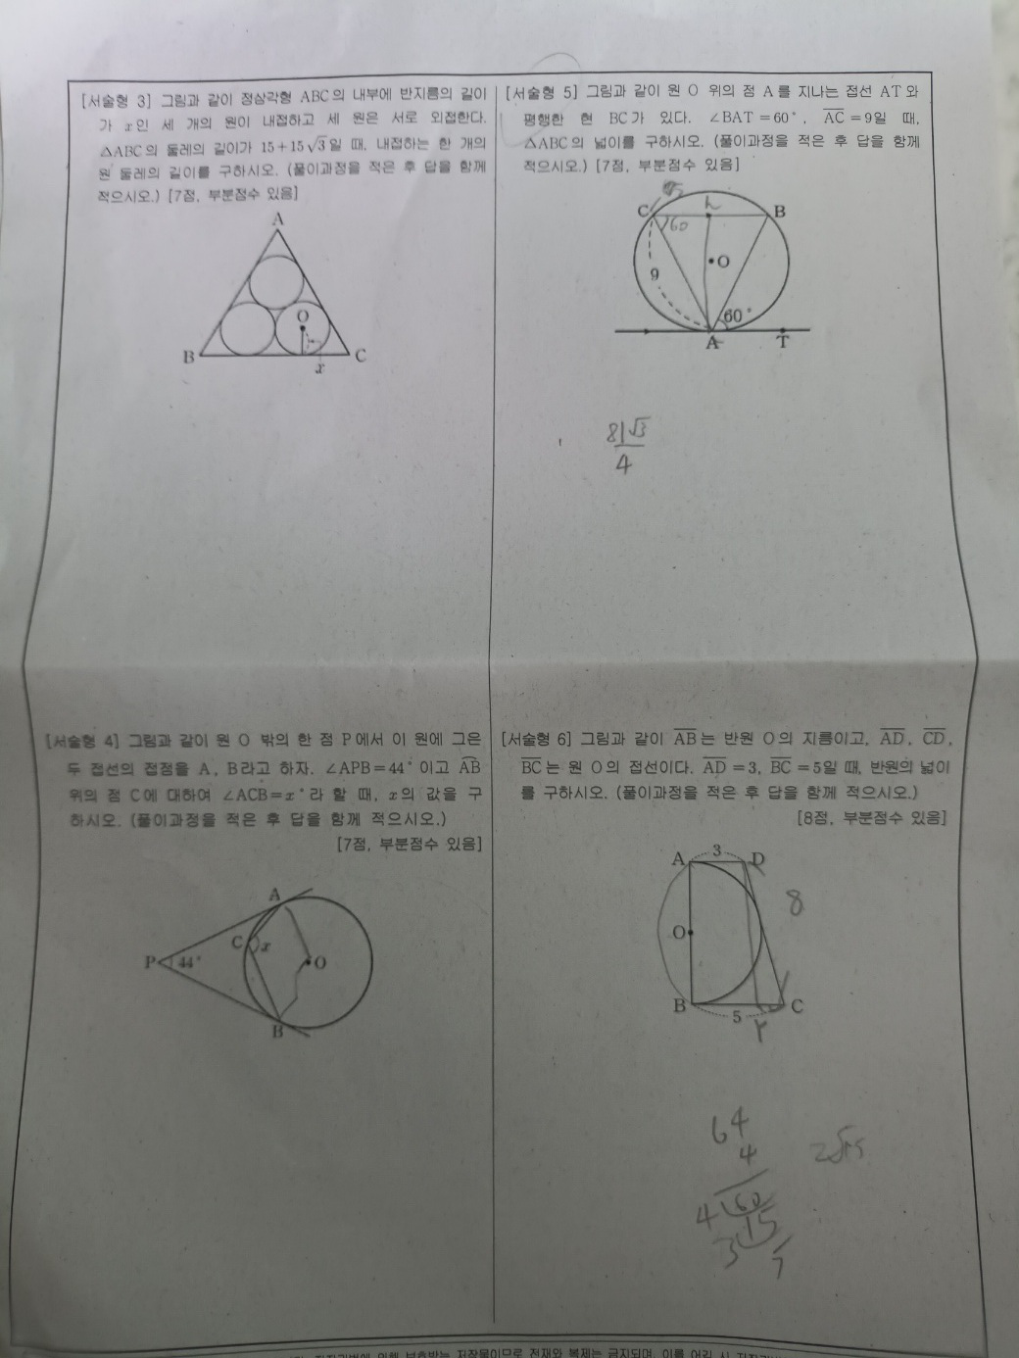 [서술형 3] 그림과 같이 정삼각형 ABC의 내부에 반지름의 길이
가 x인 세 개의 원이 내접하고 세 원은 서로 외접한다.
△ABC의 둘레의 길이가 15+15√3일 때, 내접하는 한 개의
원 둘레의 길이를 구하시오. (풀이과정을 적은 후 답을 함께
적으시오.) [7점, 부분점수 있음]
A
O
B
C
x
[서술형 4] 그림과 같이 원 O 밖의 한 점 P에서 이 원에 그은
두 접선의 접점을 A, B라고 하자. ∠APB=44°이고 AB
위의 점 C에 대하여 ∠ACB=x°라 할 때, x의 값을 구
하시오. (풀이과정을 적은 후 답을 함께 적으시오.)
[7점, 부분점수 있음]
A
C x
P 44° O
B
[서술형 5] 그림과 같이 원 O 위의 점 A를 지나는 접선 AT와
평행한 현 BC가 있다. ∠BAT=60°, AC=9일 때,
△ABC의 넓이를 구하시오. (풀이과정을 적은 후 답을 함께
적으시오.) [7점, 부분점수 있음]
C h B
60
O
9
60°
A T
81√3
4
[서술형 6] 그림과 같이 AB는 반원 O의 지름이고, AD, CD,
BC는 원 O의 접선이다. AD=3, BC=5일 때, 반원의 넓이
를 구하시오. (풀이과정을 적은 후 답을 함께 적으시오.)
[8점, 부분점수 있음]
A 3 D
8
O
B 5 C
64
4 2√15
4 60
15
3